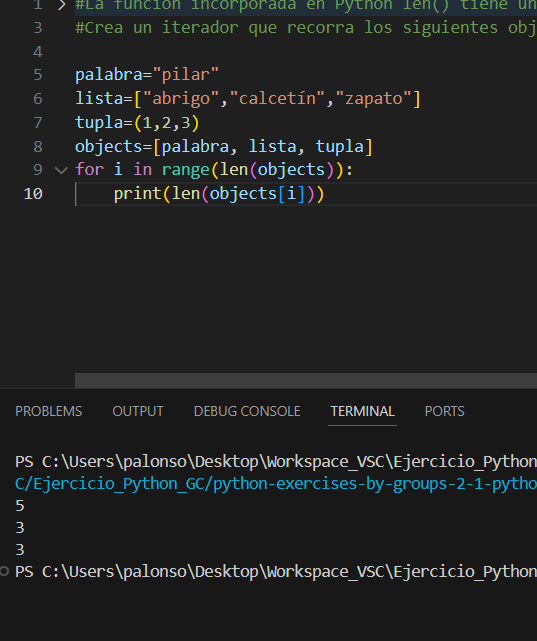 1 #La función incorporada en Python len() tiene un
3 #Crea un iterador que recorra los siguientes obj
4
5 palabra="pilar"
6 lista=["abrigo","calcetín","zapato"]
7 tupla=(1,2,3)
8 objects=[palabra, lista, tupla]
9 for i in range(len(objects)):
10 print(len(objects[i]))
PROBLEMS OUTPUT DEBUG CONSOLE TERMINAL PORTS
PS C:\Users\palonso\Desktop\Workspace_VSC\Ejercicio_Python
C/Ejercicio_Python_GC/python-exercises-by-groups-2-1-pytho
5
3
3
PS C:\Users\palonso\Desktop\Workspace_VSC\Ejercicio_Python